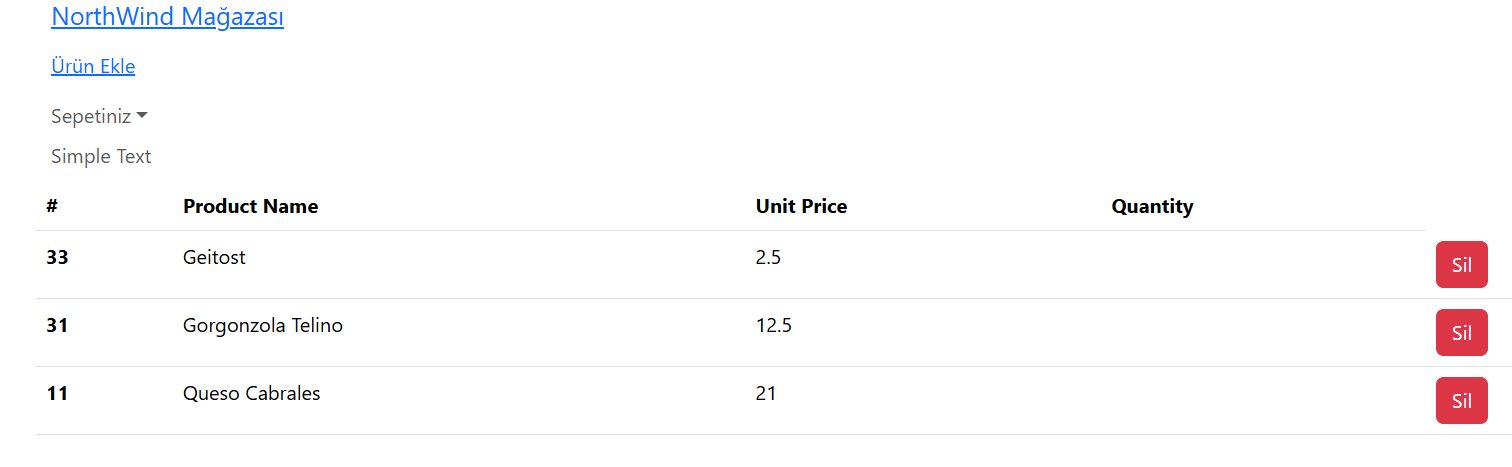 NorthWind Mağazası
Ürün Ekle
Sepetiniz
Simple Text
# Product Name Unit Price Quantity
33 Geitost 2.5 Sil
31 Gorgonzola Telino 12.5 Sil
11 Queso Cabrales 21 Sil